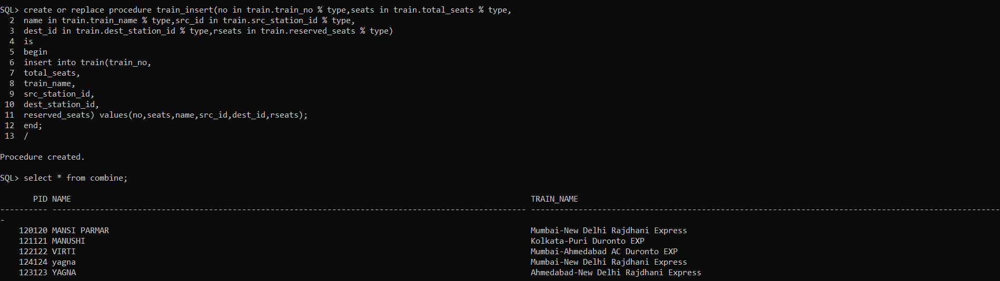 SQL> create or replace procedure train_insert(no in train.train_no % type,seats in train.total_seats % type,
  2  name in train.train_name % type,src_id in train.src_station_id % type,
  3  dest_id in train.dest_station_id % type,rseats in train.reserved_seats % type)
  4  is
  5  begin
  6  insert into train(train_no,
  7  total_seats,
  8  train_name,
  9  src_station_id,
 10  dest_station_id,
 11  reserved_seats) values(no,seats,name,src_id,dest_id,rseats);
 12  end;
 13  /
Procedure created.
SQL> select * from combine;
       PID NAME                                                                                                 TRAIN_NAME
---------- ---------------------------------------------------------------------------------------------------- ---------------------------------------------------------------------------------------------------
-
    120120 MANSI PARMAR                                                                                         Mumbai-New Delhi Rajdhani Express
    121121 MANUSHI                                                                                              Kolkata-Puri Duronto EXP
    122122 VIRTI                                                                                                Mumbai-Ahmedabad AC Duronto EXP
    124124 yagna                                                                                                Mumbai-New Delhi Rajdhani Express
    123123 YAGNA                                                                                                Ahmedabad-New Delhi Rajdhani Express